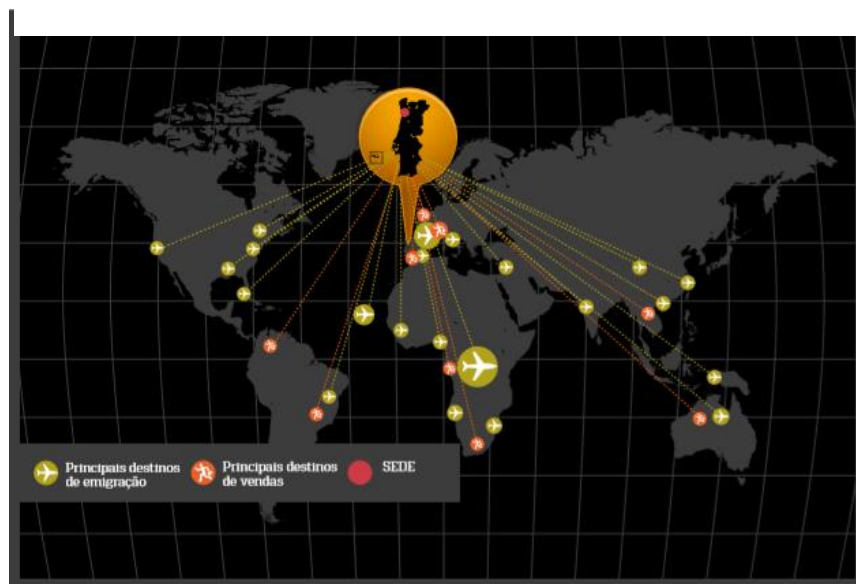 Principais destinos
de emigração
Principais destinos
de vendas
SEDE